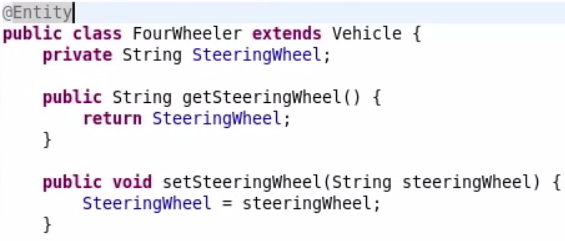 @Entity
public class FourWheeler extends Vehicle {
    private String SteeringWheel;

    public String getSteeringWheel() {
        return SteeringWheel;
    }

    public void setSteeringWheel(String steeringWheel) {
        SteeringWheel = steeringWheel;
    }